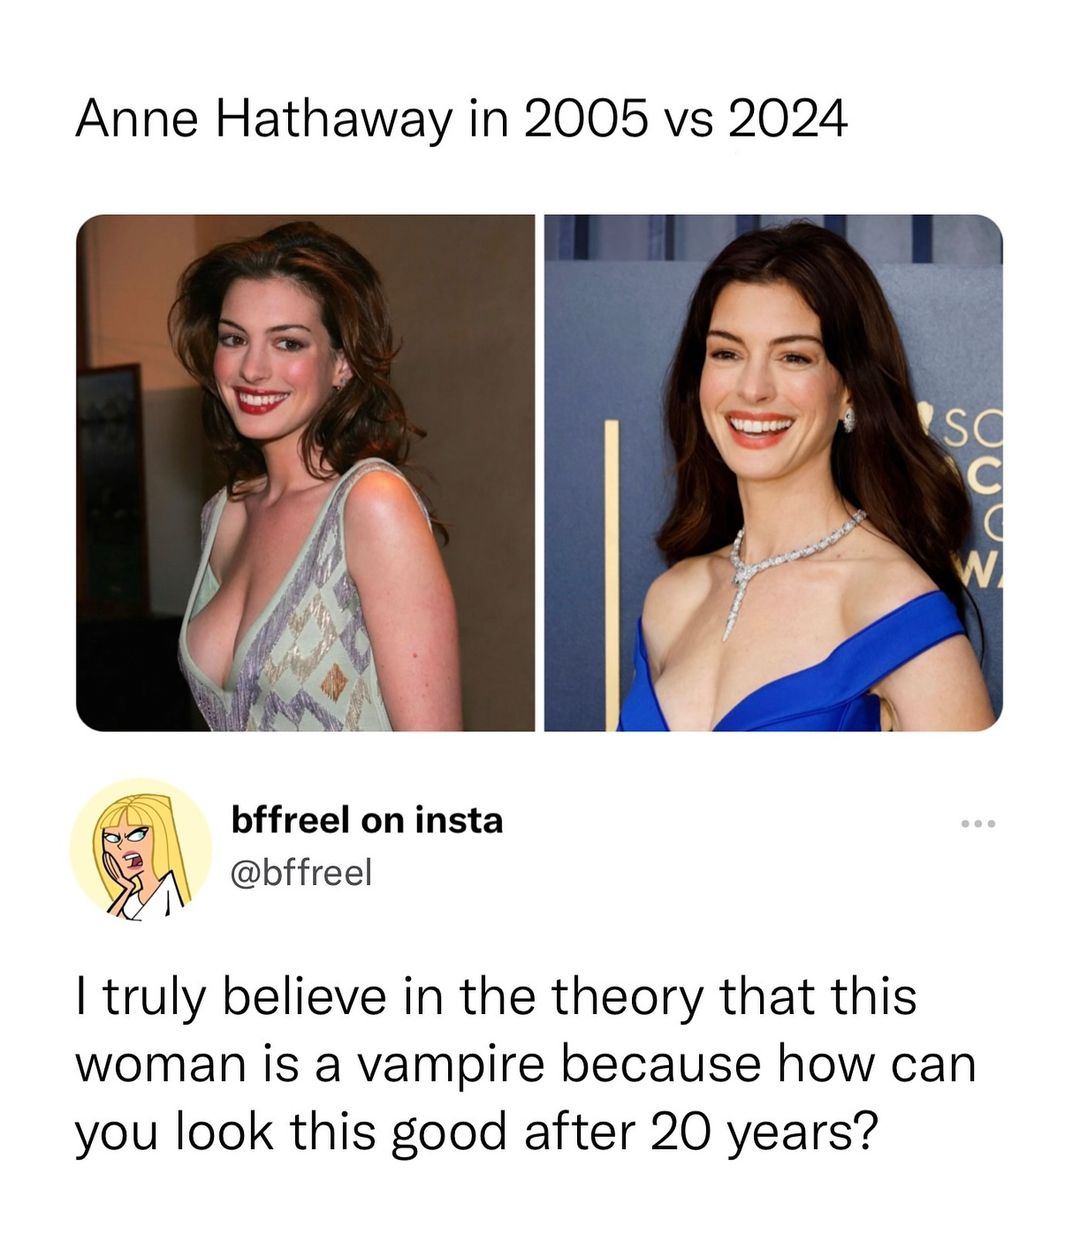 Anne Hathaway in 2005 vs 2024
SC
C
G
WA
bffreel on insta
@bffreel
I truly believe in the theory that this
woman is a vampire because how can
you look this good after 20 years?